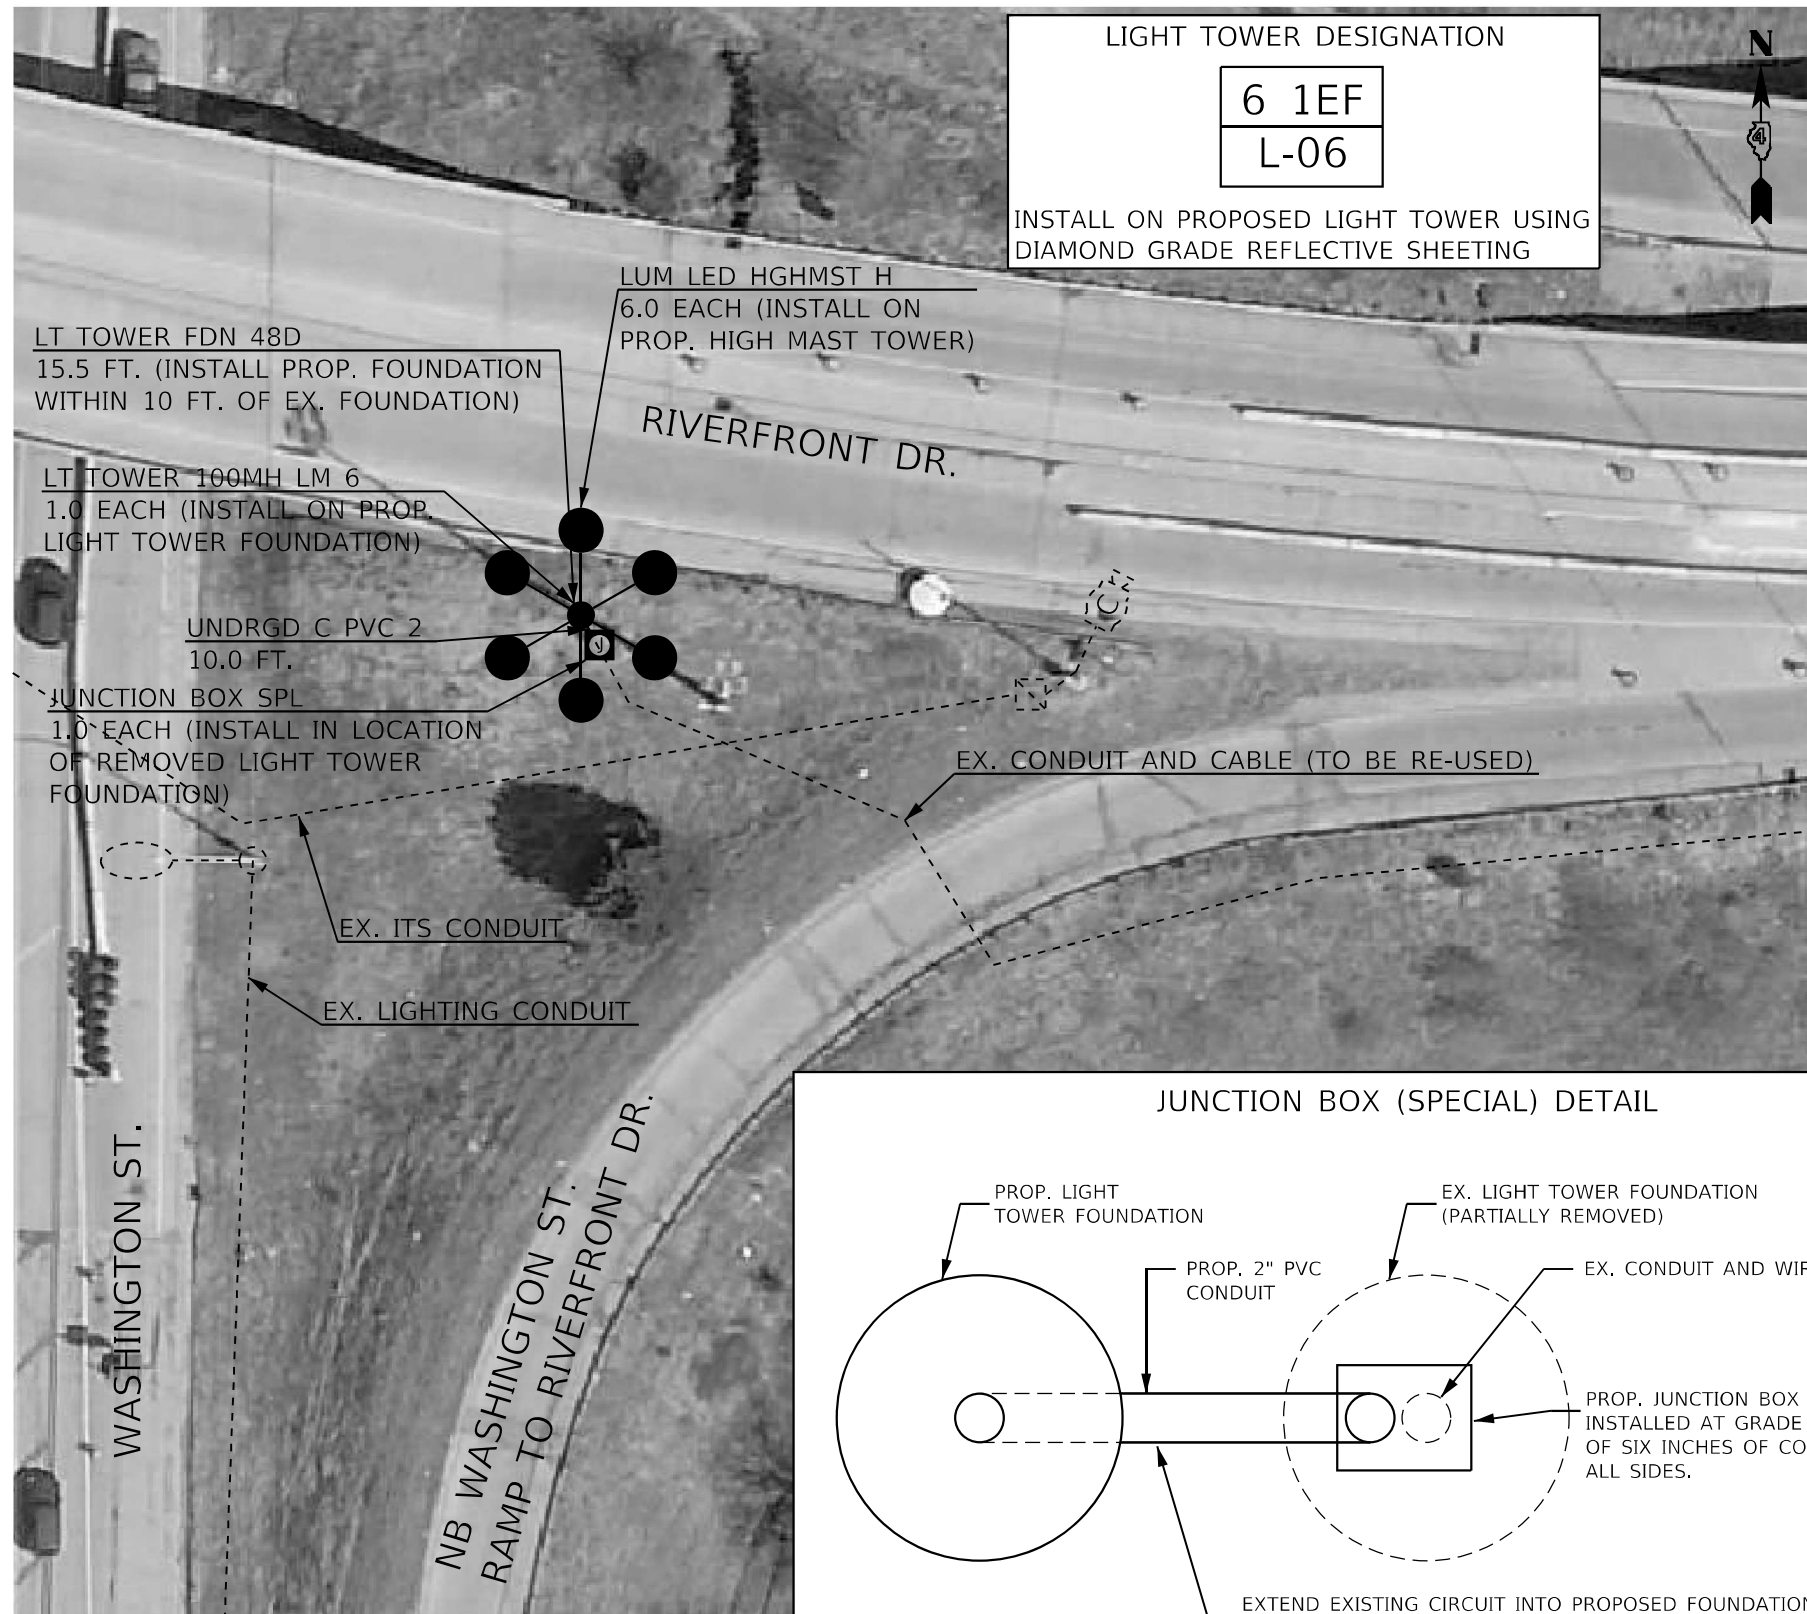 LIGHT TOWER DESIGNATION
6 1EF
L-06
INSTALL ON PROPOSED LIGHT TOWER USING
DIAMOND GRADE REFLECTIVE SHEETING
N
4
LUM LED HGHMST H
6.0 EACH (INSTALL ON
PROP. HIGH MAST TOWER)
LT TOWER FDN 48D
15.5 FT. (INSTALL PROP. FOUNDATION
WITHIN 10 FT. OF EX. FOUNDATION)
RIVERFRONT DR.
LT TOWER 100MH LM 6
1.0 EACH (INSTALL ON PROP.
LIGHT TOWER FOUNDATION)
C
UNDRGD C PVC 2
10.0 FT.
J
JUNCTION BOX SPL
1.0 EACH (INSTALL IN LOCATION
OF REMOVED LIGHT TOWER
FOUNDATION)
EX. CONDUIT AND CABLE (TO BE RE-USED)
EX. ITS CONDUIT
EX. LIGHTING CONDUIT
WASHINGTON ST.
NB WASHINGTON ST.
RAMP TO RIVERFRONT DR.
JUNCTION BOX (SPECIAL) DETAIL
PROP. LIGHT
TOWER FOUNDATION
EX. LIGHT TOWER FOUNDATION
(PARTIALLY REMOVED)
PROP. 2" PVC
CONDUIT
EX. CONDUIT AND
PROP. JUNCTION BOX
INSTALLED AT GRADE
OF SIX INCHES OF
ALL SIDES.
EXTEND EXISTING CIRCUIT INTO PROPOSED FOUNDATION